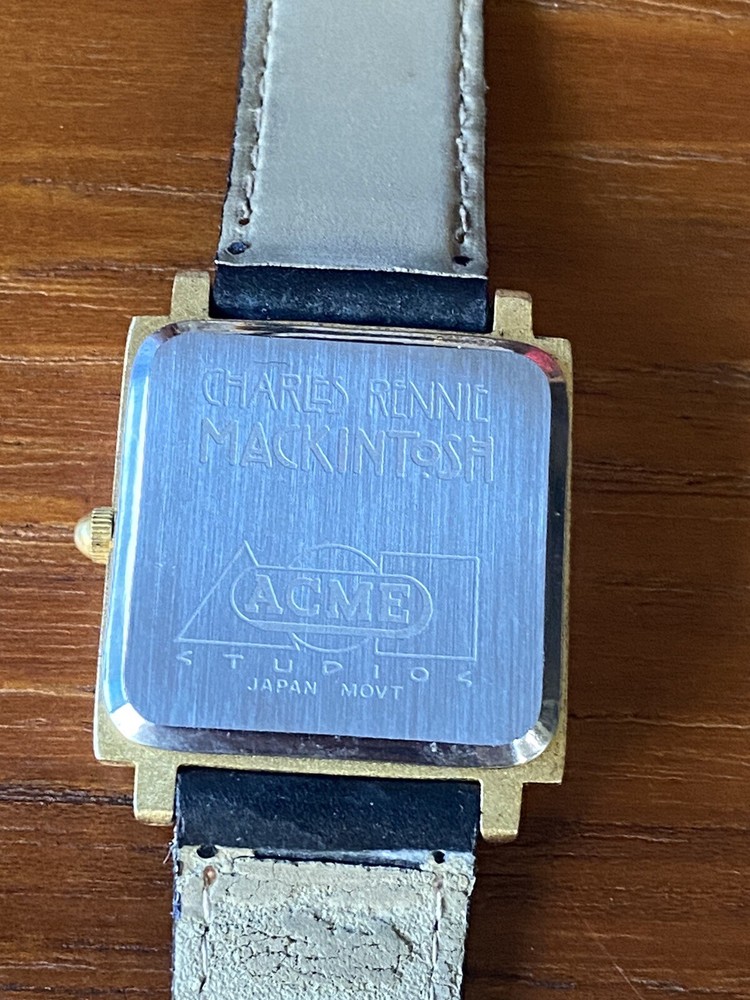 CHARLES RENNIE
MACKINTOSH
ACME
STUDIOS
JAPAN MOVT